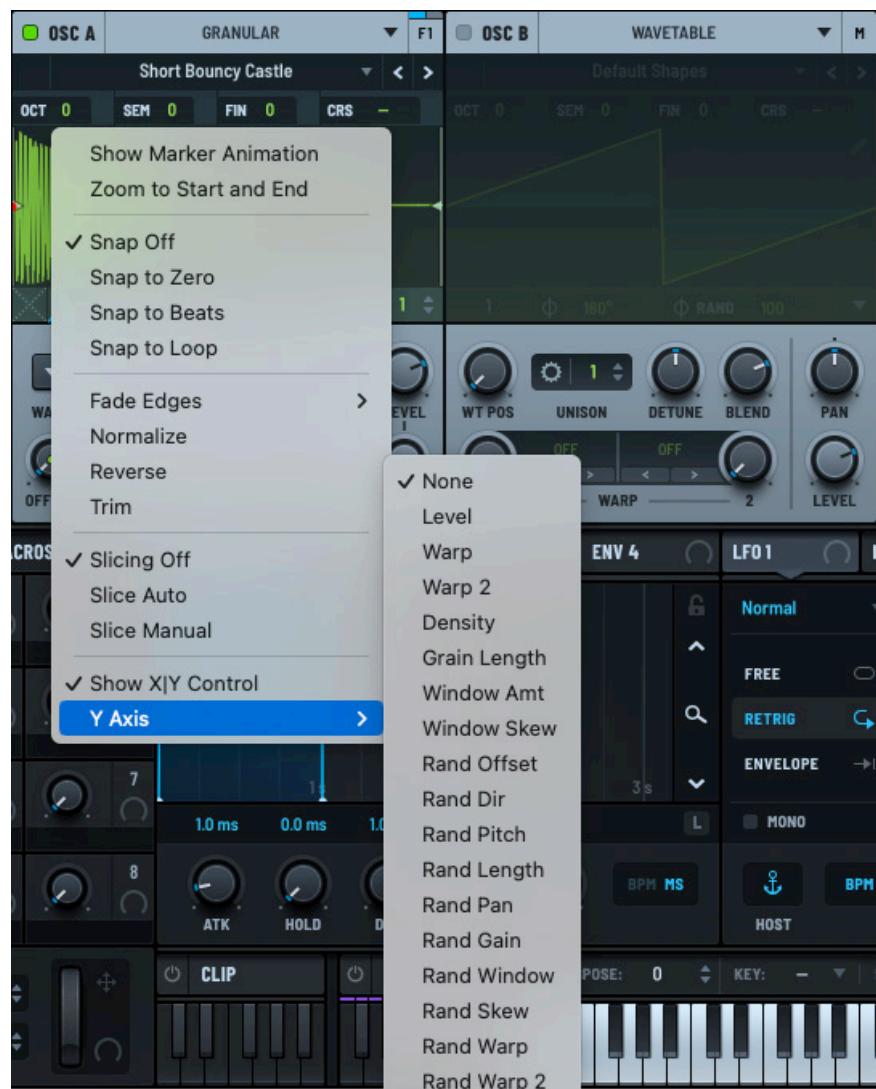 OSC A GRANULAR F1 OSC B WAVETABLE M
Short Bouncy Castle < > Default Shapes < >
OCT 0 SEM 0 FIN 0 CRS – OCT 0 SEM 0 FIN 0 CRS –
Show Marker Animation
Zoom to Start and End
✓ Snap Off
Snap to Zero
Snap to Beats
Snap to Loop
1 1 160° RAND 100
Fade Edges >
Normalize
Reverse
Trim
1
WT POS UNISON DETUNE BLEND PAN
OFF OFF
OFF WARP 2 LEVEL
✓ Slicing Off
Slice Auto
Slice Manual
✓ Show X|Y Control
Y Axis >
✓ None
Level
Warp
Warp 2
Density
Grain Length
Window Amt
Window Skew
Rand Offset
Rand Dir
Rand Pitch
Rand Length
Rand Pan
Rand Gain
Rand Window
Rand Skew
Rand Warp
Rand Warp 2
ENV 4 LFO 1
Normal
FREE
RETRIG
ENVELOPE
MONO
7 3 s
1.0 ms 0.0 ms L
8 BPM MS BPM
ATK HOLD HOST
CLIP POSE: 0 KEY: –